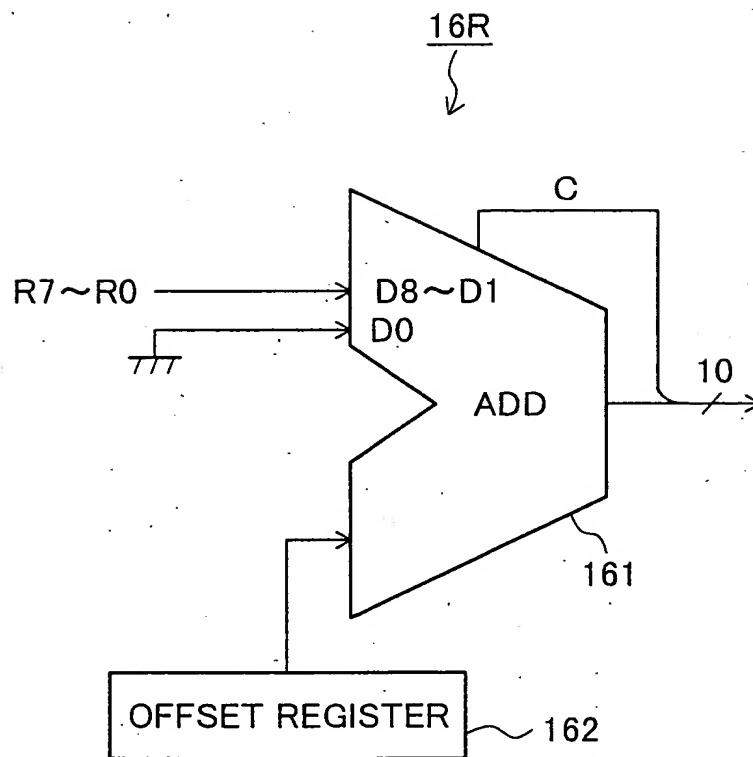 16R
C
R7～R0
D8～D1
D0
10
ADD
161
OFFSET REGISTER
162